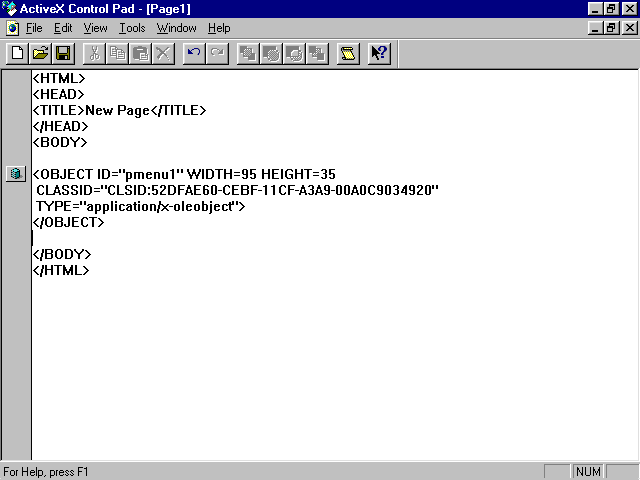 ActiveX Control Pad - [Page1]
File Edit View Tools Window Help
<HTML>
<HEAD>
<TITLE>New Page</TITLE>
</HEAD>
<BODY>
<OBJECT ID="pmenu1" WIDTH=95 HEIGHT=35
CLASSID="CLSID:52DFAE60-CEBF-11CF-A3A9-00A0C9034920"
TYPE="application/x-oleobject">
</OBJECT>
</BODY>
</HTML>
For Help, press F1
NUM